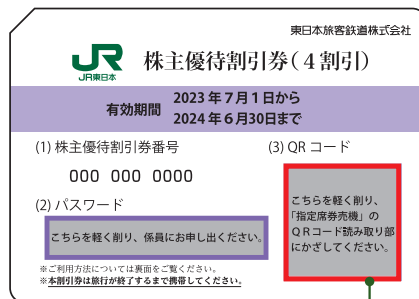 東日本旅客鉄道株式会社
JR
JR東日本
株主優待割引券(4割引)
有効期間
2023年7月1日から
2024年6月30日まで
(1) 株主優待割引券番号
000 000 0000
(2) パスワード
こちらを軽く削り、係員にお申し出ください。
(3) QRコード
こちらを軽く削り、
「指定席券売機」の
QRコード読み取り部
にかざしてください。
※ご利用方法については裏面をご覧ください。
※本割引券は旅行が終了するまで携帯してください。